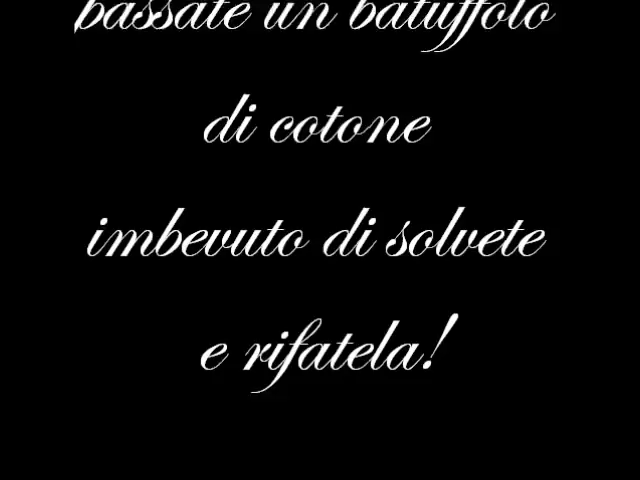 passate un batuffolo
di cotone
imbevuto di solvete
e rifatela!